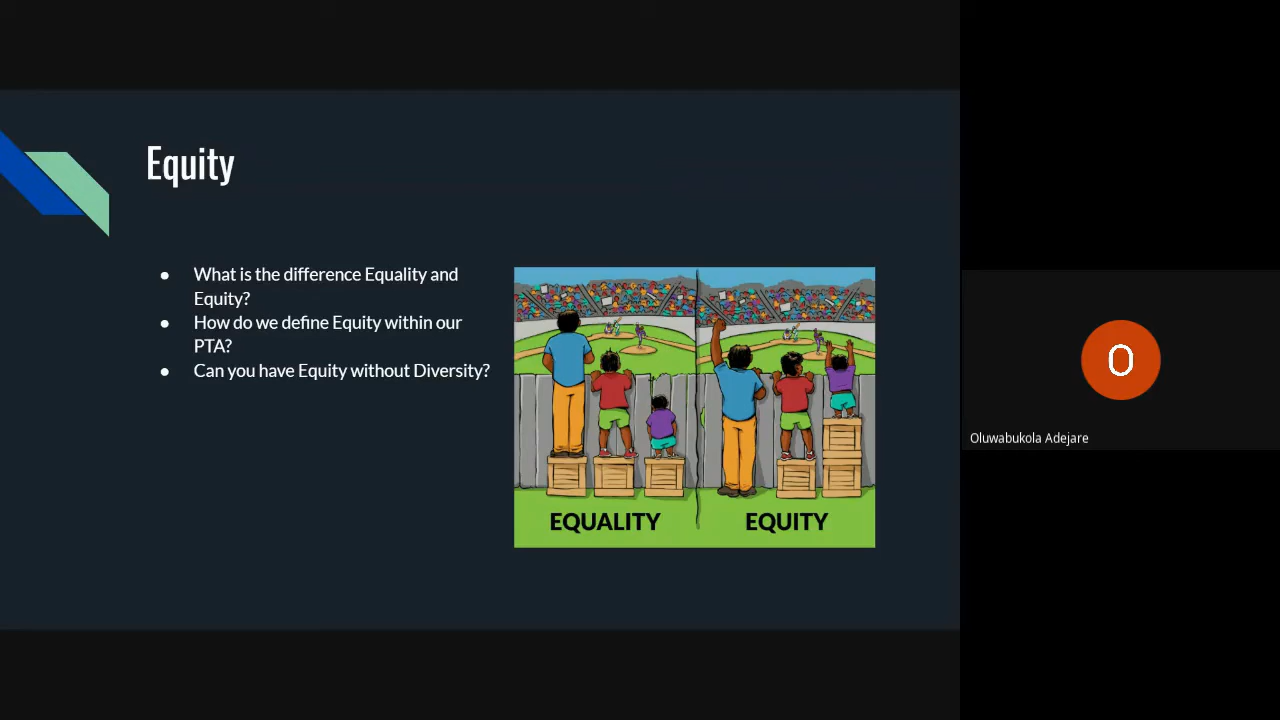 Equity
● What is the difference Equality and
Equity?
● How do we define Equity within our
PTA?
● Can you have Equity without Diversity?
EQUALITY
EQUITY
O
Oluwabukola Adejare